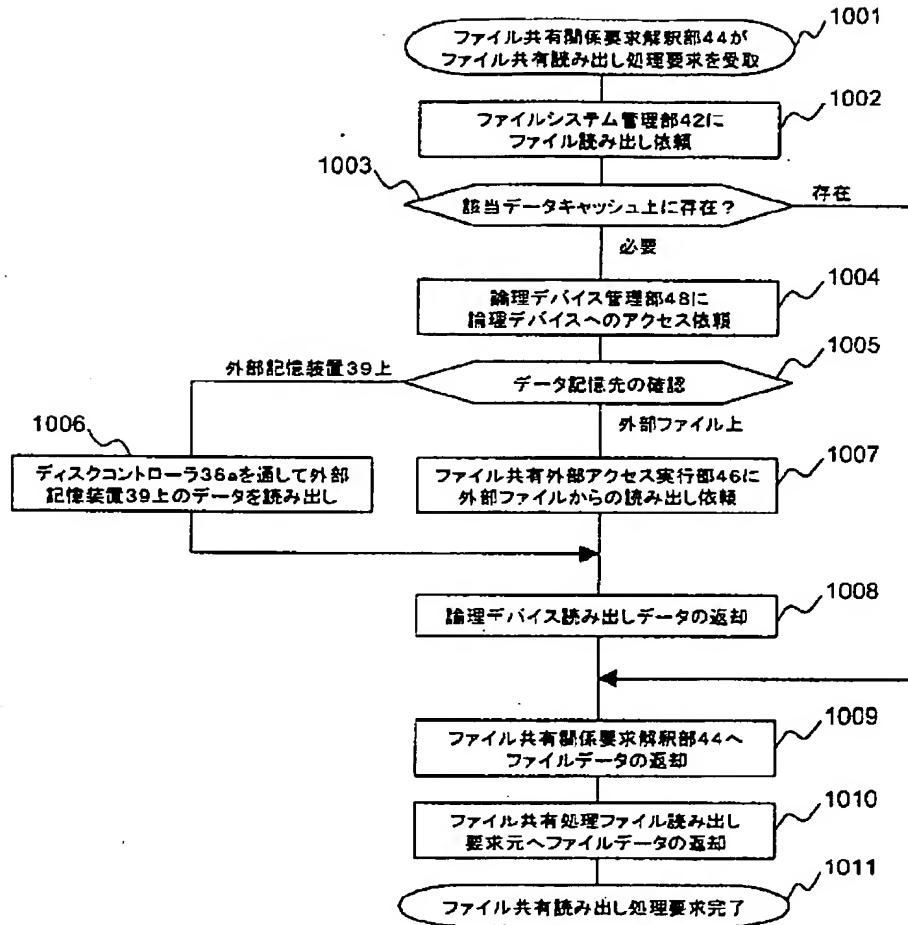 1001
ファイル共有関係要求解釈部44が
ファイル共有読み出し処理要求を受取
1002
ファイルシステム管理部42に
ファイル読み出し依頼
1003
該当データキャッシュ上に存在？
存在
必要
1004
論理デバイス管理部48に
論理デバイスへのアクセス依頼
1005
外部記憶装置39上
データ記憶先の確認
外部ファイル上
1006
ディスクコントローラ36aを通して外部
記憶装置39上のデータを読み出し
1007
ファイル共有外部アクセス実行部46に
外部ファイルからの読み出し依頼
1008
論理デバイス読み出しデータの返却
1009
ファイル共有関係要求解釈部44へ
ファイルデータの返却
1010
ファイル共有処理ファイル読み出し
要求元へファイルデータの返却
1011
ファイル共有読み出し処理要求完了